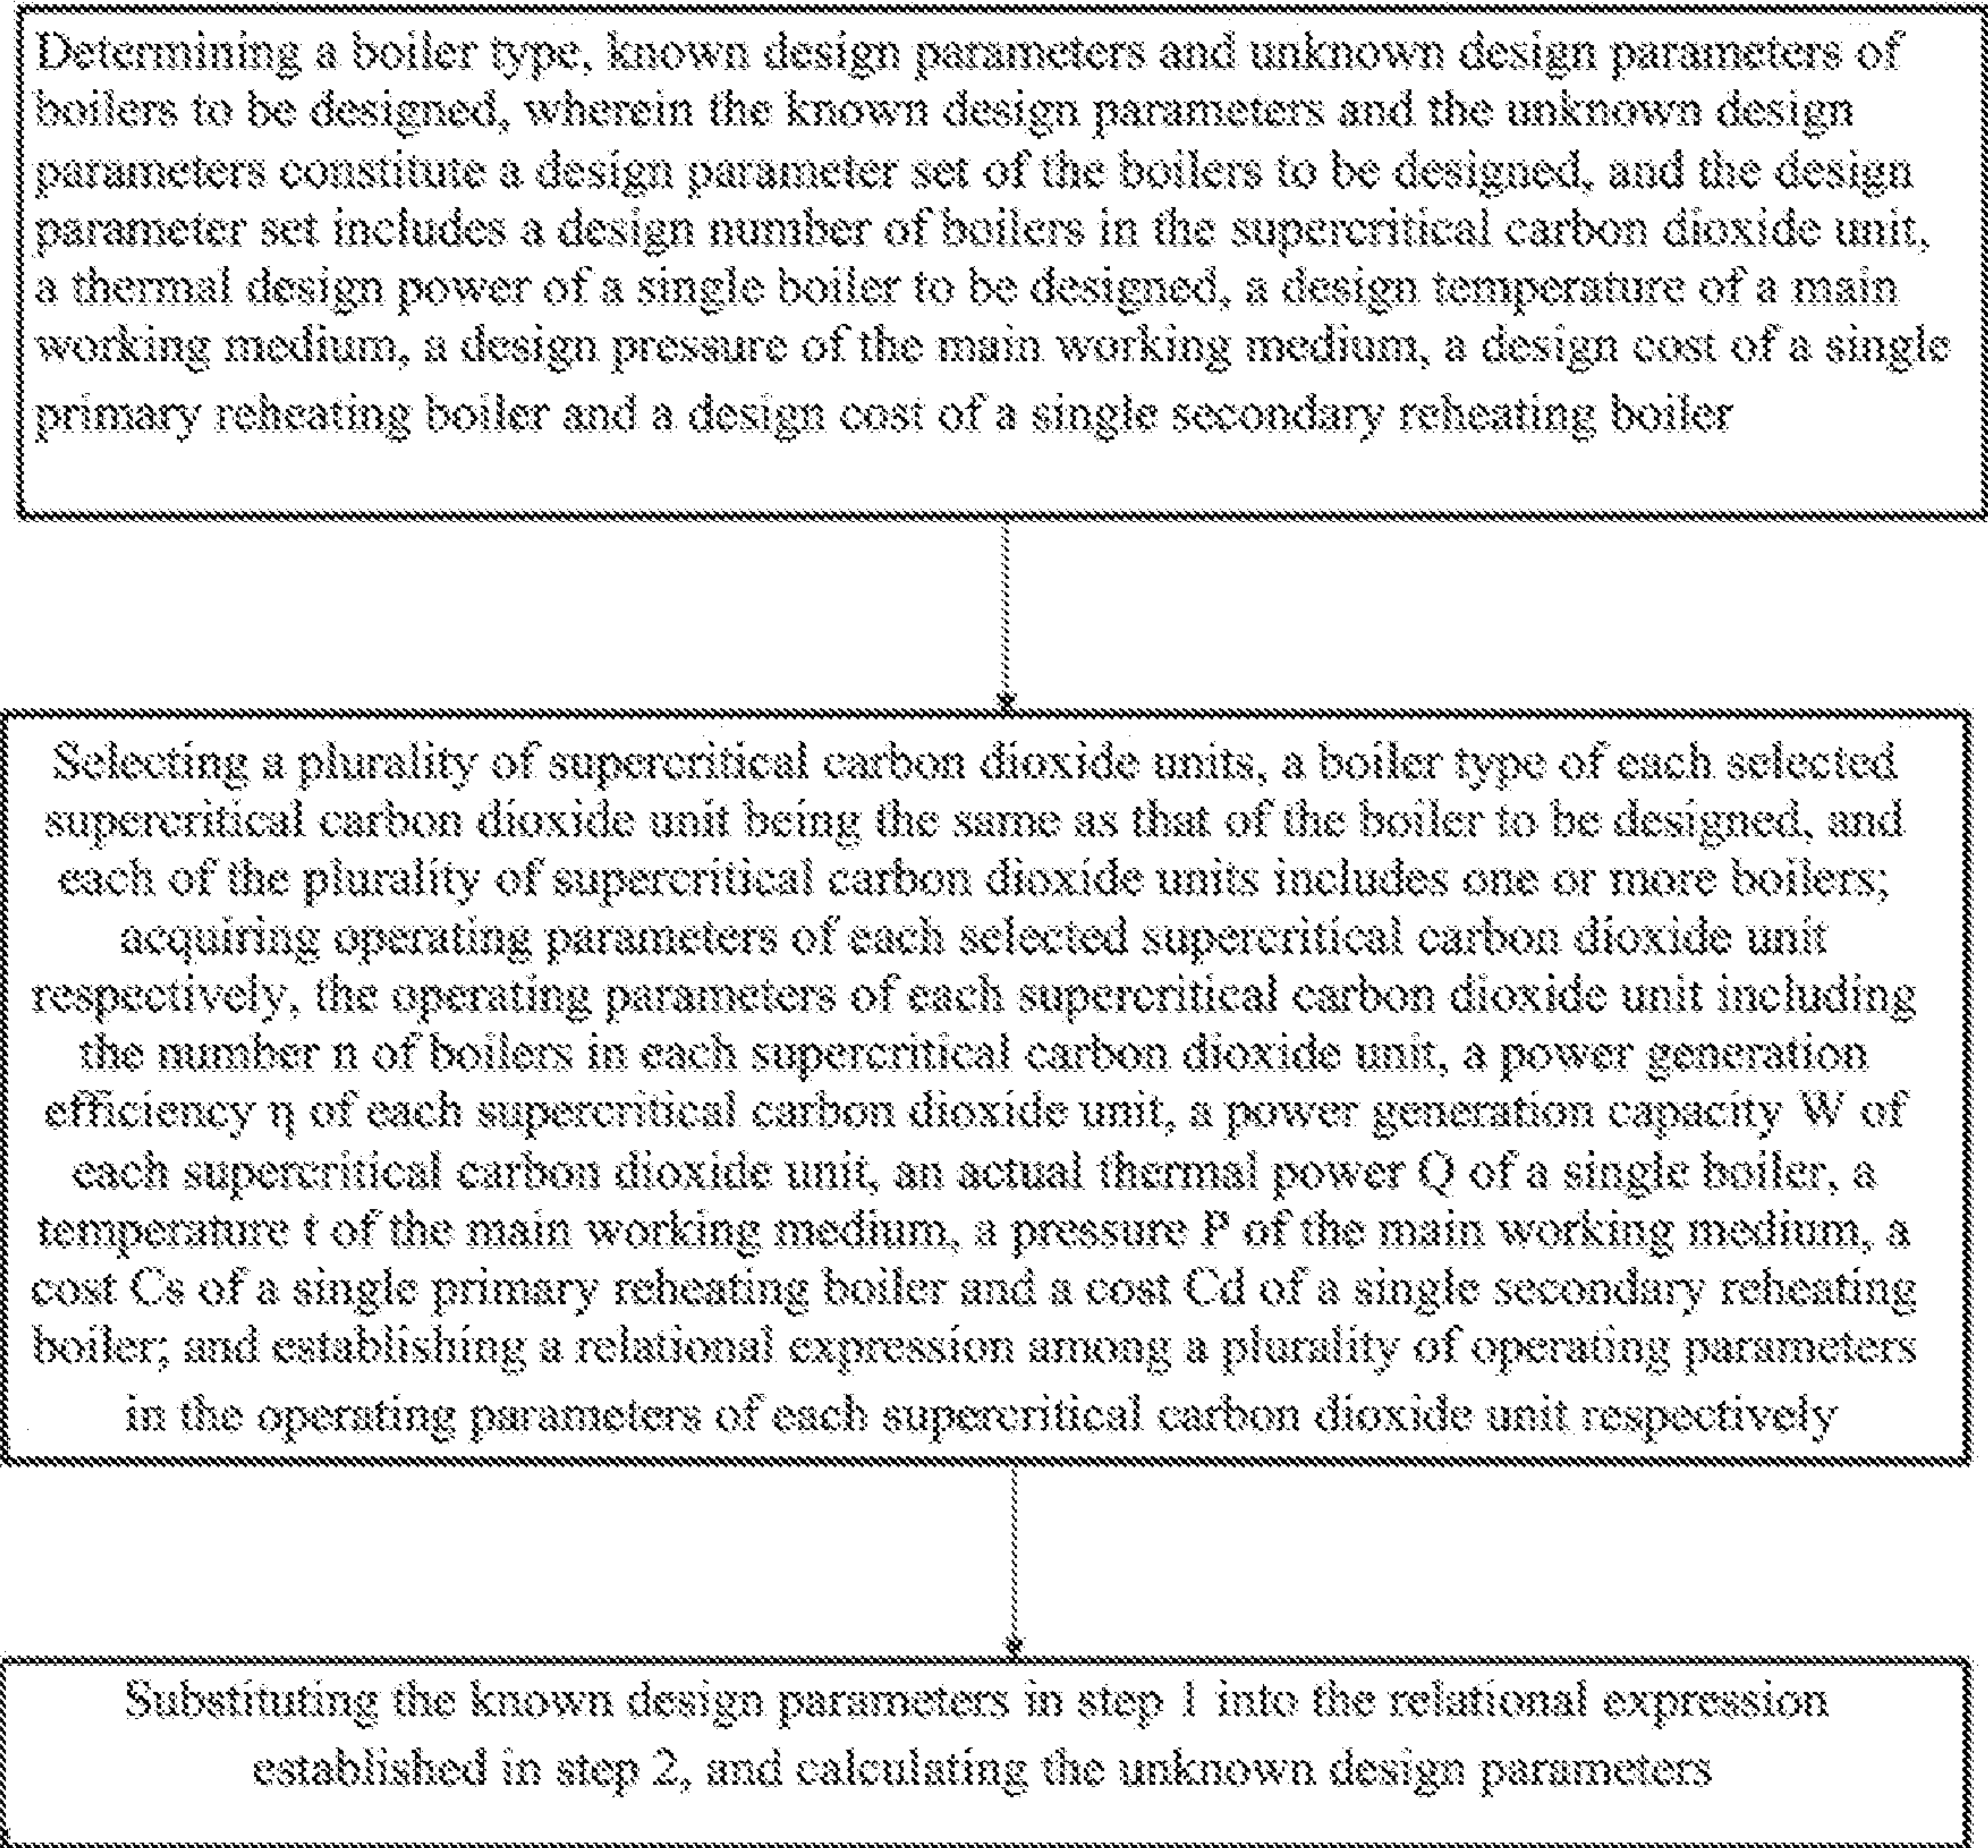 Determining a boiler type, known design parameters and unknown design parameters of
boilers to be designed, wherein the known design parameters and the unknown design
parameters constitute a design parameter set of the boilers to be designed, and the design
parameter set includes a design number of boilers in the supercritical carbon dioxide unit,
a thermal design power of a single boiler to be designed, a design temperature of a main
working medium, a design pressure of the main working medium, a design cost of a single
primary reheating boiler and a design cost of a single secondary reheating boiler
Selecting a plurality of supercritical carbon dioxide units, a boiler type of each selected
supercritical carbon dioxide unit being the same as that of the boiler to be designed, and
each of the plurality of supercritical carbon dioxide units includes one or more boilers;
acquiring operating parameters of each selected supercritical carbon dioxide unit
respectively, the operating parameters of each supercritical carbon dioxide unit including
the number n of boilers in each supercritical carbon dioxide unit, a power generation
efficiency η of each supercritical carbon dioxide unit, a power generation capacity W of
each supercritical carbon dioxide unit, an actual thermal power Q of a single boiler, a
temperature t of the main working medium, a pressure P of the main working medium, a
cost Cs of a single primary reheating boiler and a cost Cd of a single secondary reheating
boiler; and establishing a relational expression among a plurality of operating parameters
in the operating parameters of each supercritical carbon dioxide unit respectively
Substituting the known design parameters in step 1 into the relational expression
established in step 2, and calculating the unknown design parameters